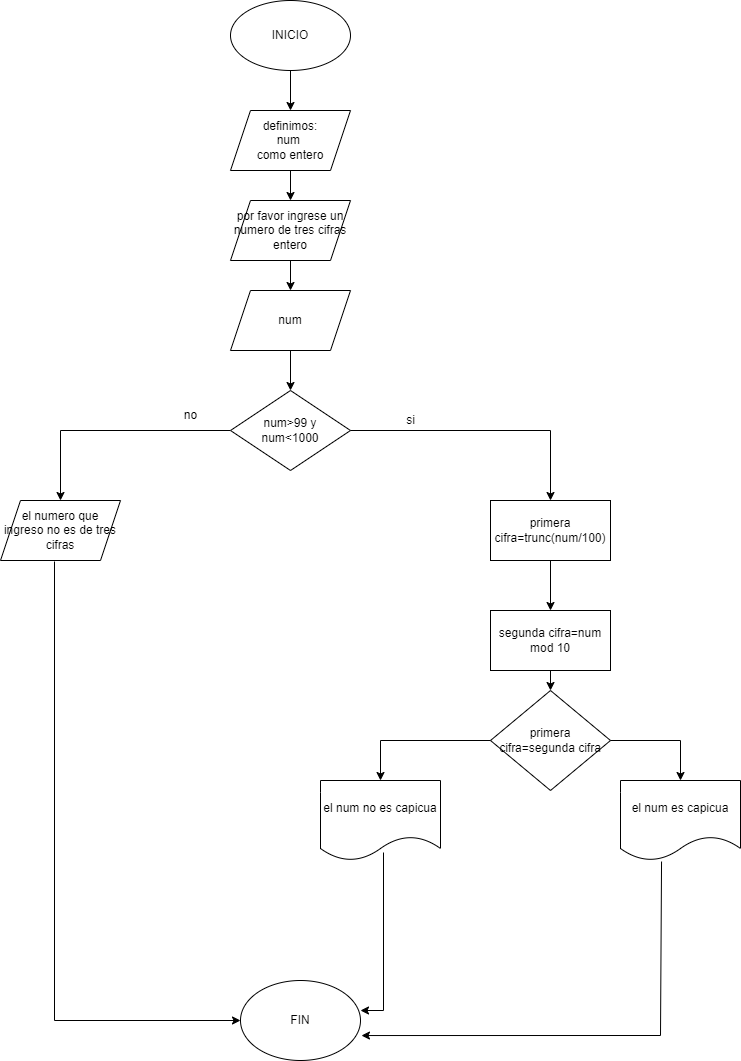 INICIO
definimos:
num
como entero
por favor ingrese un
numero de tres cifras
entero
num
no
si
num>99 y
num<1000
el numero que
ingreso no es de tres
cifras
primera
cifra=trunc(num/100)
segunda cifra=num
mod 10
primera
cifra=segunda cifra
el num no es capicua
el num es capicua
FIN